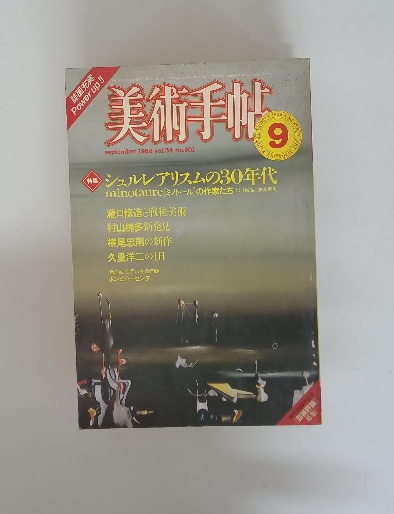 誌面充実
Power up!!
美術手帖
september 1982 vol.34 no.501
9
特集
シュルレアリスムの30年代
minotaure[ミノトール]の作家たち
瀧口修造と戦後美術
村山槐多新発見
横尾忠則の新作
久里洋二の1日
ポンピドゥ・センター